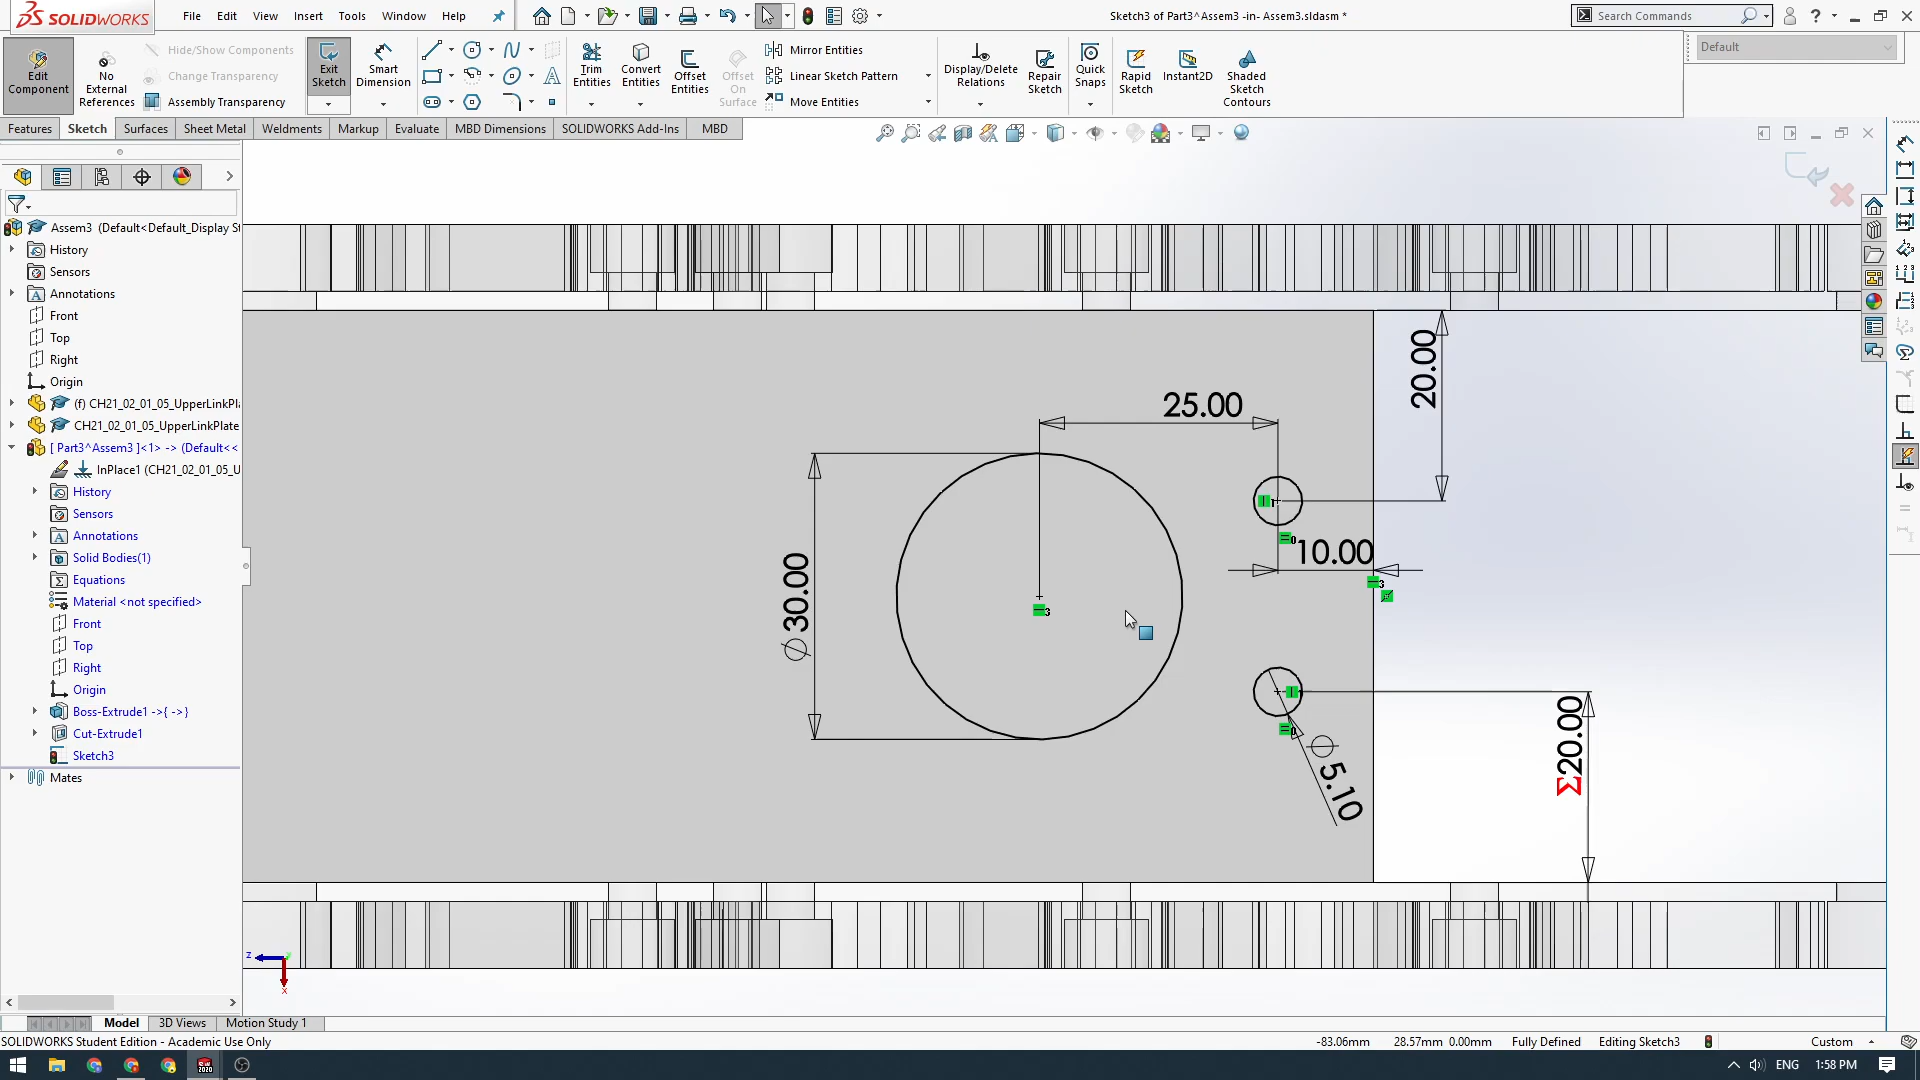 SOLIDWORKS
File Edit View Insert Tools Window Help
Sketch3 of Part3^Assem3 -in- Assem3.sldasm *
Search Commands
Edit Component
No External References
Hide/Show Components
Change Transparency
Assembly Transparency
Exit Sketch
Smart Dimension
Trim Entities
Convert Entities
Offset Entities
Offset On Surface
Mirror Entities
Linear Sketch Pattern
Move Entities
Display/Delete Relations
Repair Sketch
Quick Snaps
Rapid Sketch
Instant2D
Shaded Sketch Contours
Default
Features Sketch Surfaces Sheet Metal Weldments Markup Evaluate MBD Dimensions SOLIDWORKS Add-Ins MBD
Assem3 (Default<Default_Display St
History
Sensors
Annotations
Front
Top
Right
Origin
(f) CH21_02_01_05_UpperLinkPla
CH21_02_01_05_UpperLinkPlate
[ Part3^Assem3 ]<1> -> (Default<<
InPlace1 (CH21_02_01_05_U
History
Sensors
Annotations
Solid Bodies(1)
Equations
Material <not specified>
Front
Top
Right
Origin
Boss-Extrude1 ->{ ->}
Cut-Extrude1
Sketch3
Mates
20.00
25.00
10.00
∅30.00
∅5.10
Σ20.00
z
x
Model 3D Views Motion Study 1
SOLIDWORKS Student Edition - Academic Use Only
-83.06mm 28.57mm 0.00mm Fully Defined Editing Sketch3 Custom
ENG 1:58 PM